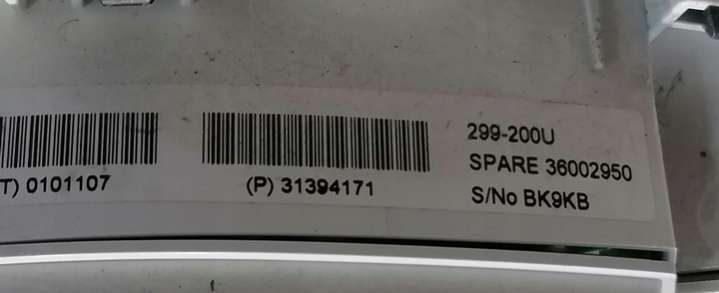 T) 0101107
(P) 31394171
299-200U
SPARE 36002950
S/No BK9KB